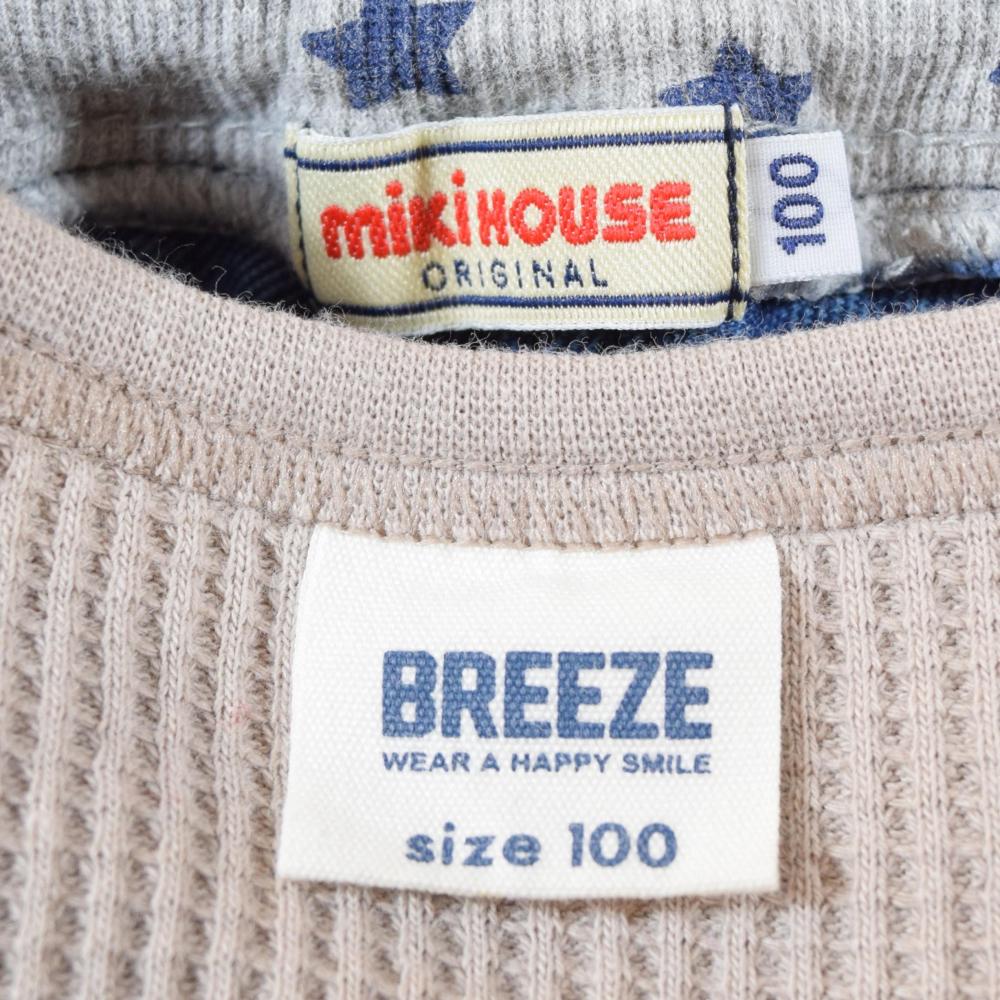 mikiHOUSE
ORIGINAL
100
BREEZE
WEAR A HAPPY SMILE
size 100